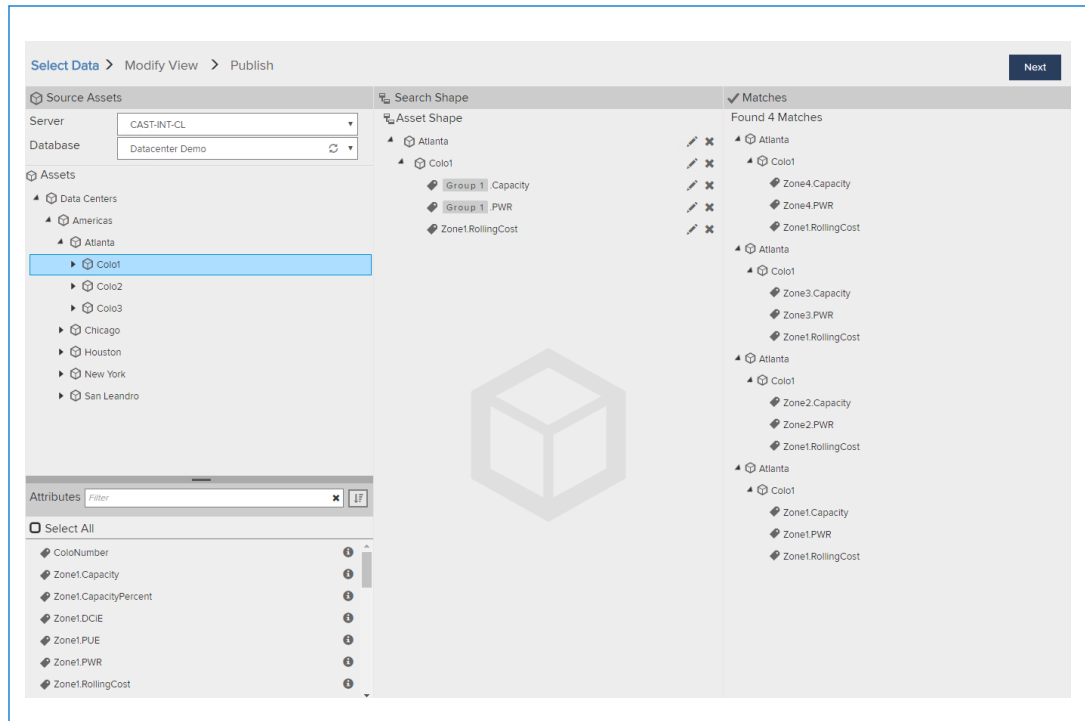 Select Data > Modify View > Publish
Next
Source Assets
Server
CAST-INT-CL
Database
Datacenter Demo
Assets
Data Centers
Americas
Atlanta
Colo1
Colo2
Colo3
Chicago
Houston
New York
San Leandro
Attributes
Filter
Select All
ColoNumber
Zone1.Capacity
Zone1.CapacityPercent
Zone1.DCiE
Zone1.PUE
Zone1.PWR
Zone1.RollingCost
Search Shape
Asset Shape
Atlanta
Colo1
Group 1 .Capacity
Group 1 .PWR
Zone1.RollingCost
Matches
Found 4 Matches
Atlanta
Colo1
Zone4.Capacity
Zone4.PWR
Zone1.RollingCost
Atlanta
Colo1
Zone3.Capacity
Zone3.PWR
Zone1.RollingCost
Atlanta
Colo1
Zone2.Capacity
Zone2.PWR
Zone1.RollingCost
Atlanta
Colo1
Zone1.Capacity
Zone1.PWR
Zone1.RollingCost